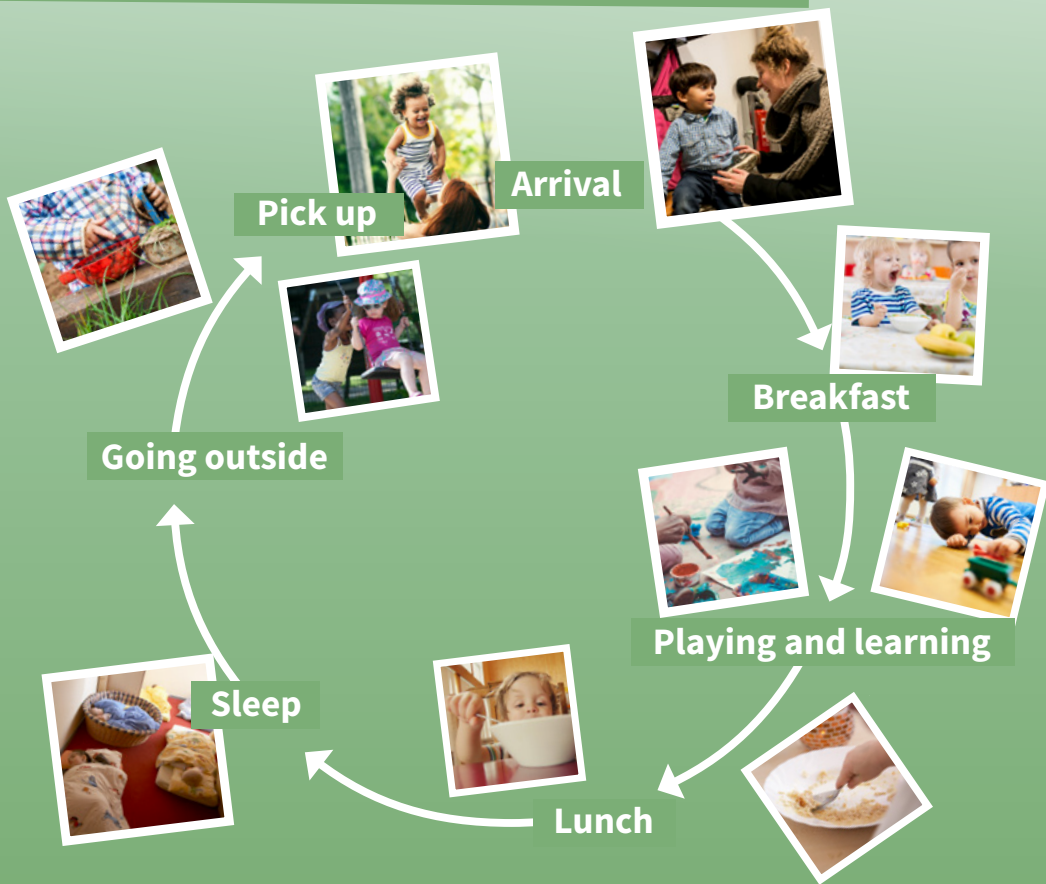 Arrival
Breakfast
Playing and learning
Lunch
Sleep
Going outside
Pick up